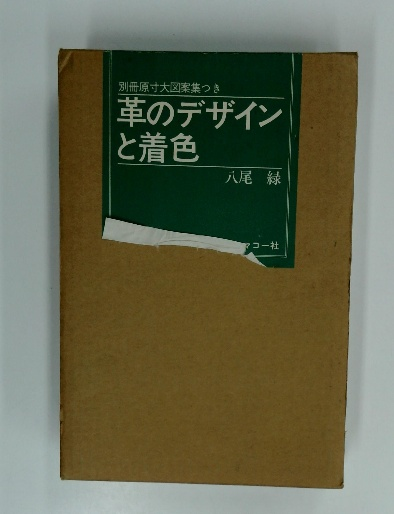 別冊原寸大図案集つき
革のデザイン
と着色
八尾 緑
マコー社